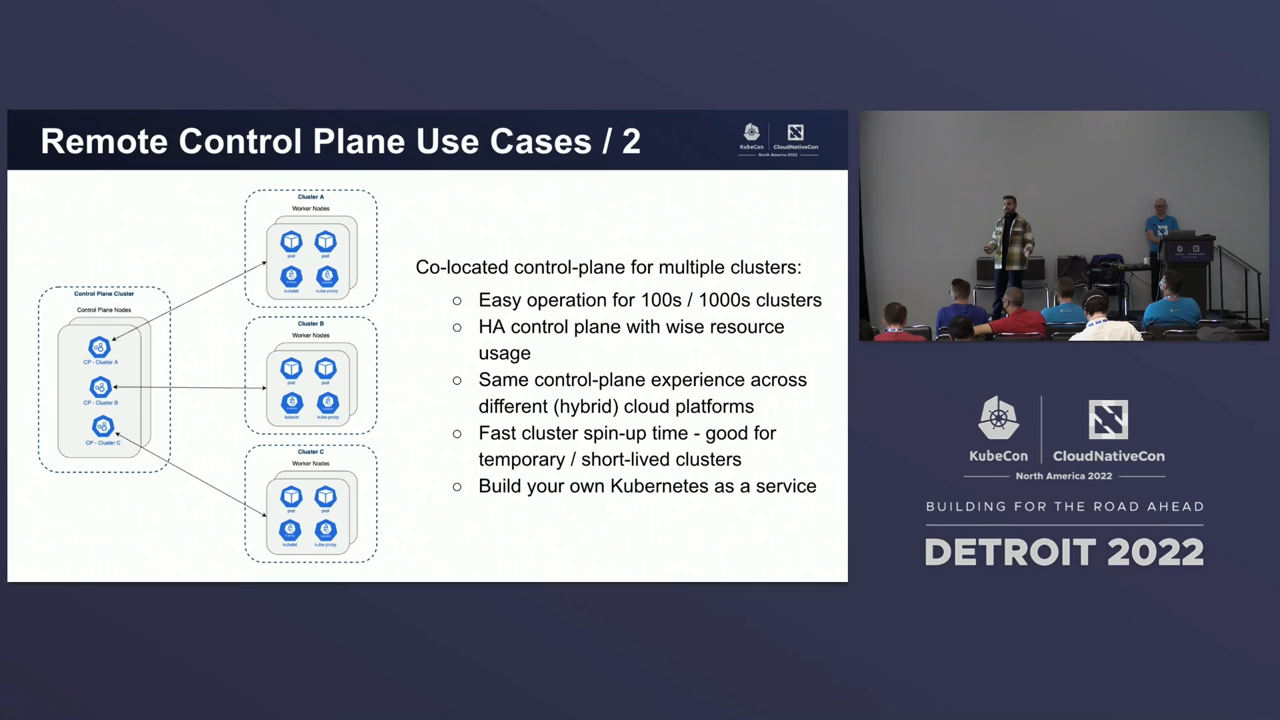 Remote Control Plane Use Cases / 2
KubeCon
CloudNativeCon
North America 2022
Control Plane Cluster
Control Plane Nodes
CP - Cluster A
CP - Cluster B
CP - Cluster C
Cluster A
Worker Nodes
pod
pod
kubelet
kube-proxy
Cluster B
Worker Nodes
pod
pod
kubelet
kube-proxy
Cluster C
Worker Nodes
pod
pod
kubelet
kube-proxy
Co-located control-plane for multiple clusters:
○ Easy operation for 100s / 1000s clusters
○ HA control plane with wise resource
usage
○ Same control-plane experience across
different (hybrid) cloud platforms
○ Fast cluster spin-up time - good for
temporary / short-lived clusters
○ Build your own Kubernetes as a service
KubeCon
CloudNativeCon
North America 2022
BUILDING FOR THE ROAD AHEAD
DETROIT 2022